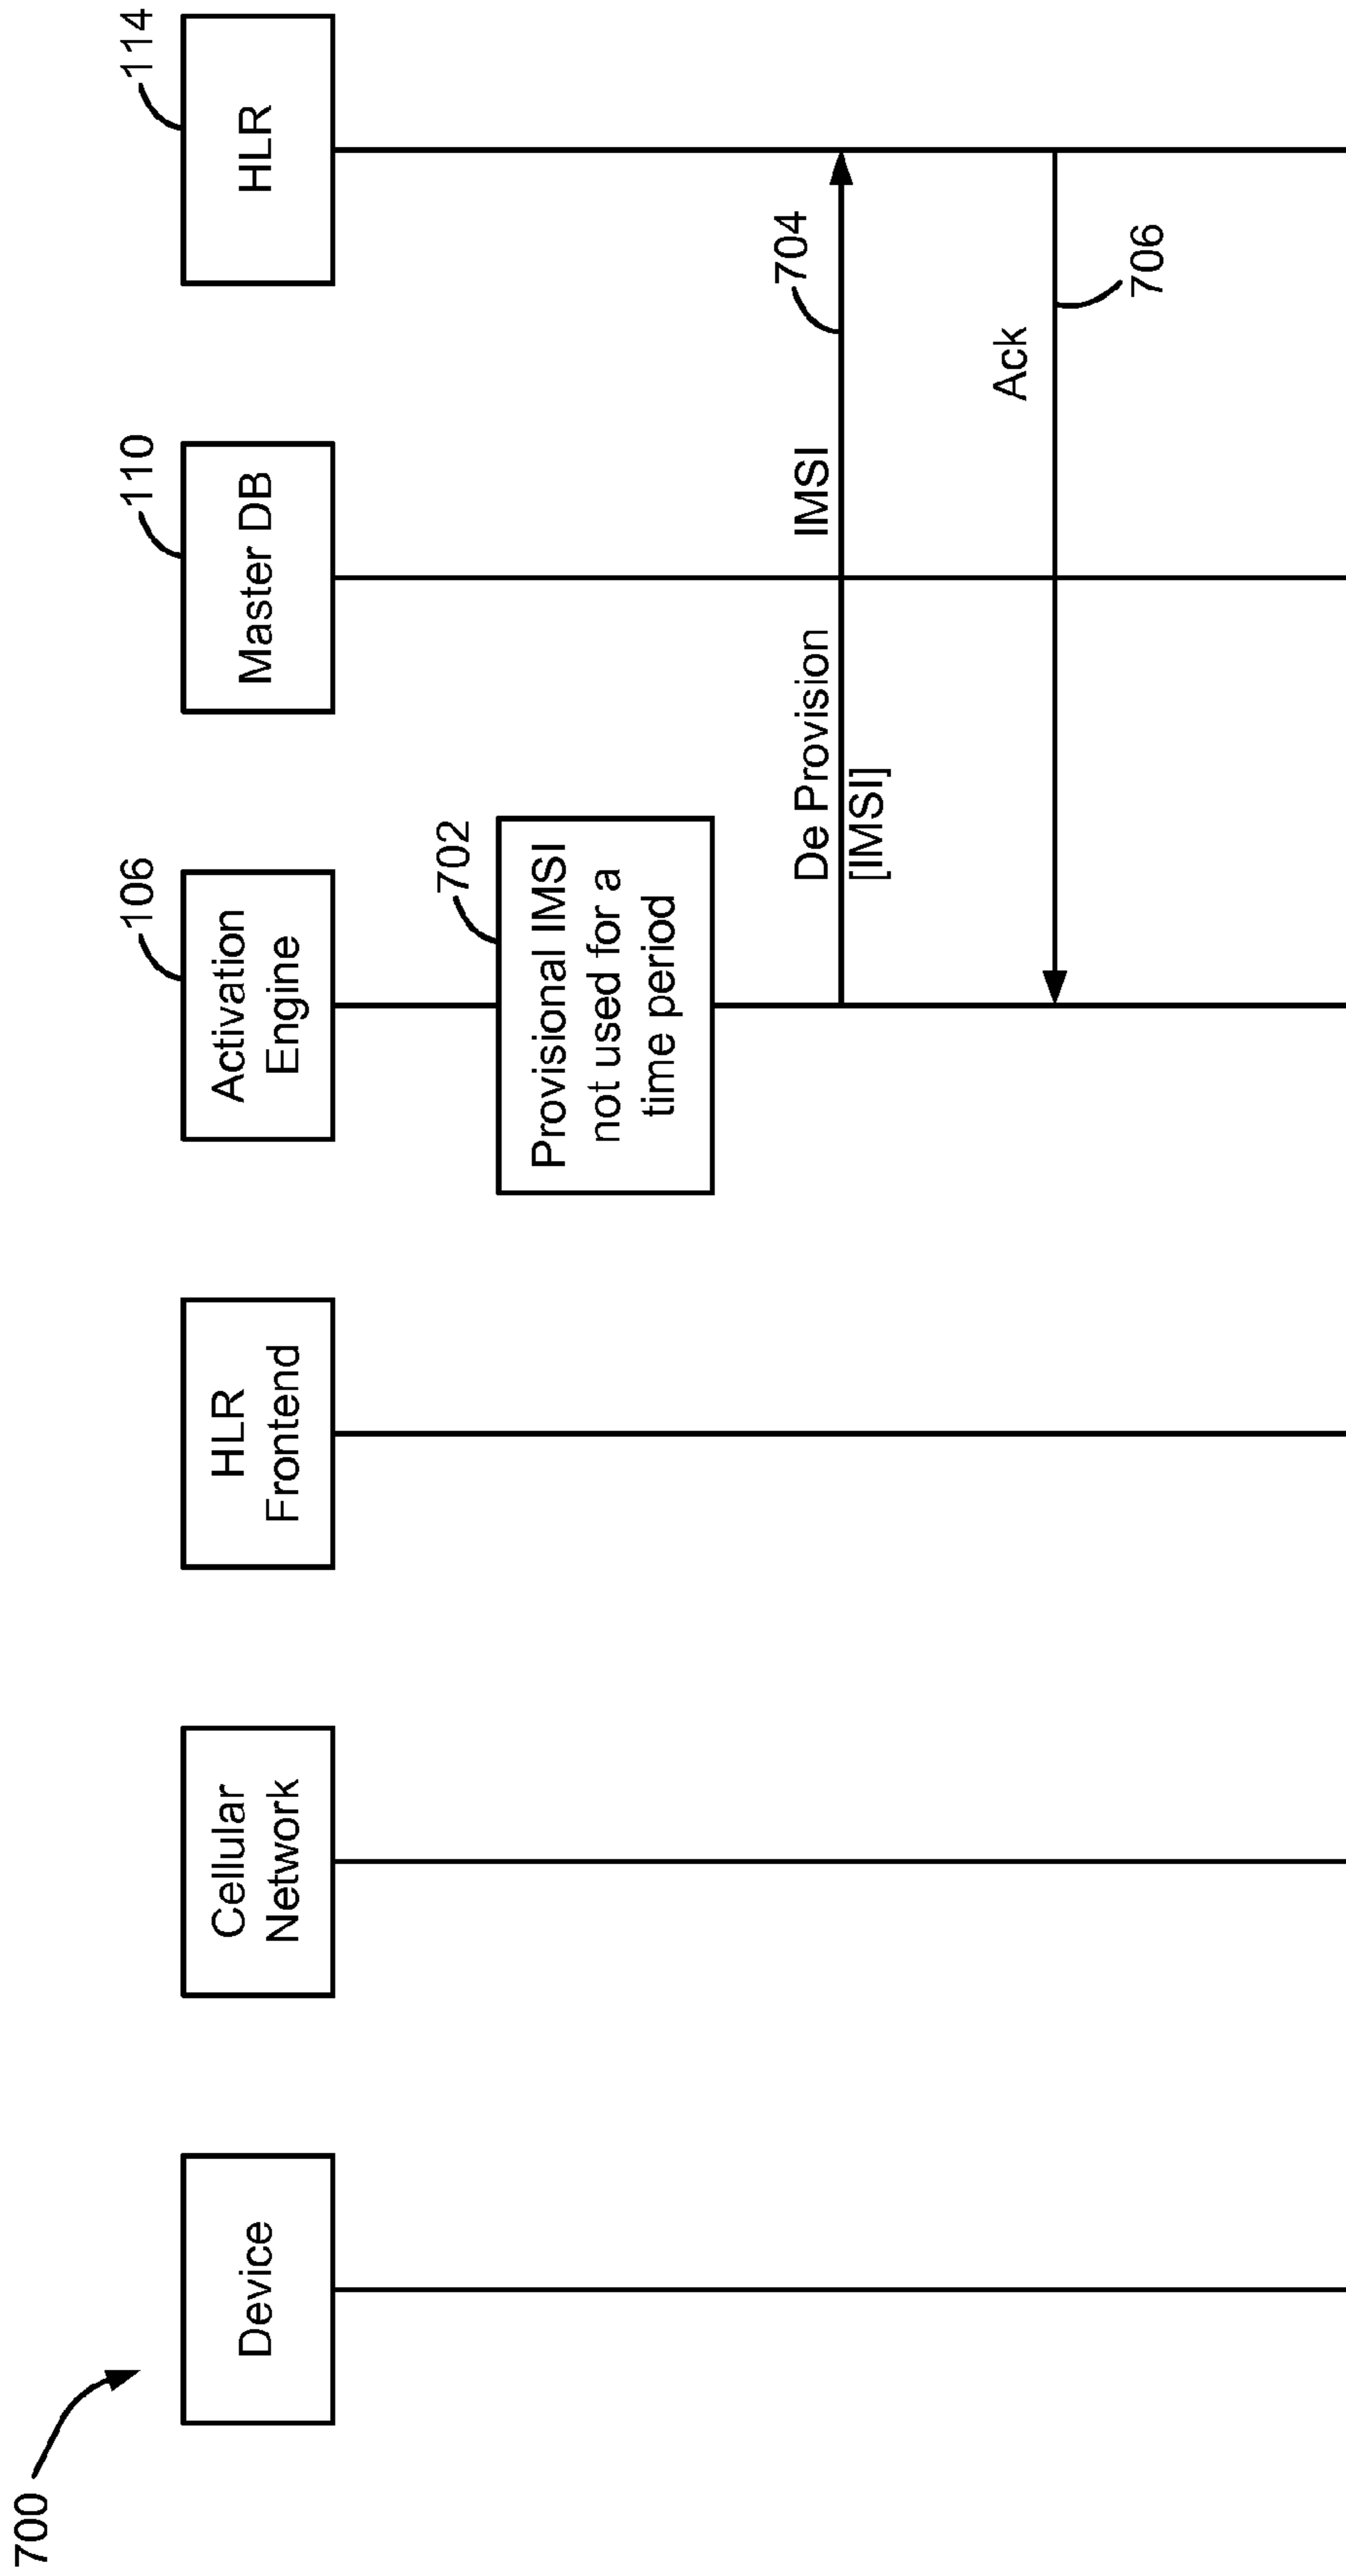 700
Device
Cellular
Network
HLR
Frontend
106
Activation
Engine
110
Master DB
114
HLR
702
Provisional IMSI
not used for a
time period
De Provision IMSI
[IMSI]
704
Ack
706